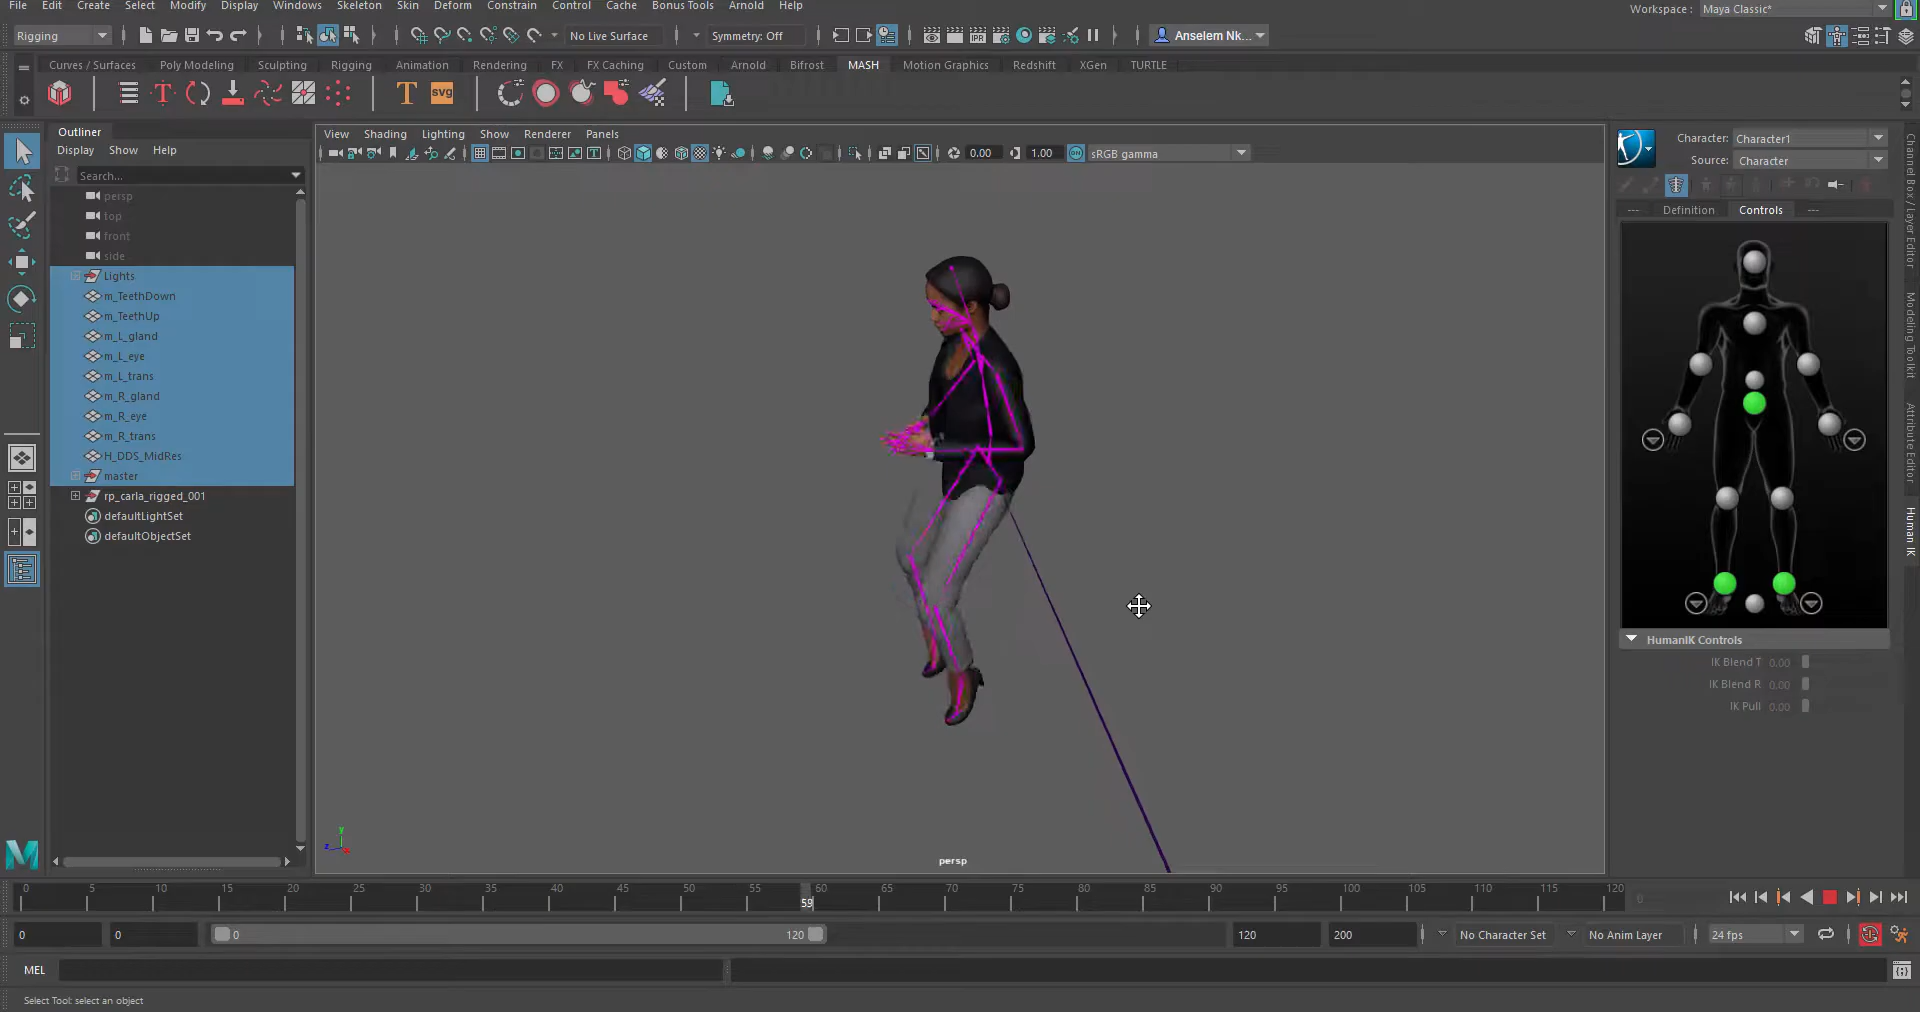 File Edit Create Select Modify Display Windows Skeleton Skin Deform Constrain Control Cache Bonus Tools Arnold Help
Workspace : Maya Classic*
Rigging No Live Surface Symmetry: Off Anselem Nk...
Curves / Surfaces Poly Modeling Sculpting Rigging Animation Rendering FX FX Caching Custom Arnold Bifrost MASH Motion Graphics Redshift XGen TURTLE
T T SVG
Outliner
Display Show Help
Search...
persp
top
front
side
Lights
m_TeethDown
m_TeethUp
m_L_gland
m_L_eye
m_L_trans
m_R_gland
m_R_eye
m_R_trans
H_DDS_MidRes
master
rp_carla_rigged_001
defaultLightSet
defaultObjectSet
View Shading Lighting Show Renderer Panels
0.00 1.00 sRGB gamma
y
z x
persp
Character: Character1
Source: Character
--- Definition Controls ---
HumanIK Controls
IK Blend T 0.00
IK Blend R 0.00
IK Pull 0.00
Channel Box / Layer Editor
Modeling Toolkit
Attribute Editor
Human IK
0 5 10 15 20 25 30 35 40 45 50 55 60 65 70 75 80 85 90 95 100 105 110 115 120
59
0 0 0 120 120 200 No Character Set No Anim Layer 24 fps
MEL
Select Tool: select an object